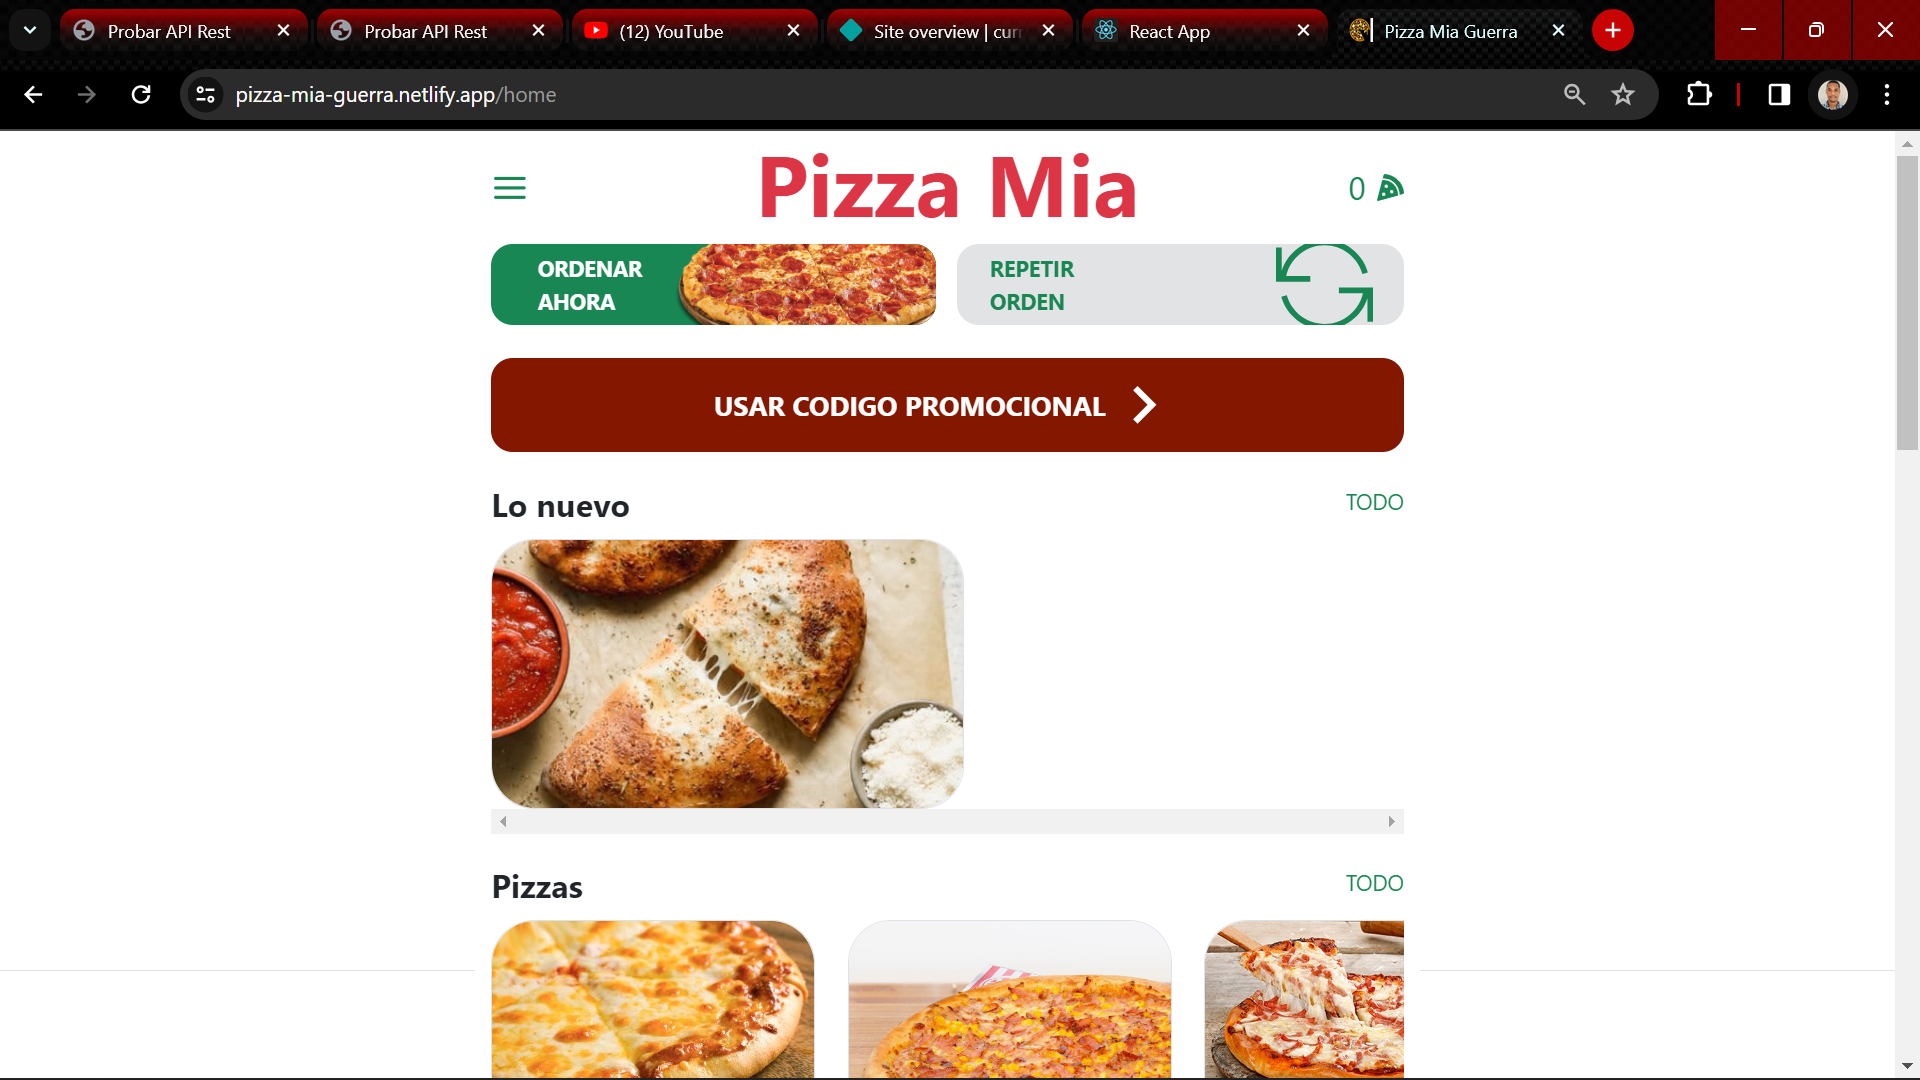 Probar API Rest
Probar API Rest
(12) YouTube
Site overview | curr
React App
Pizza Mia Guerra
pizza-mia-guerra.netlify.app/home
Pizza Mia
0
ORDENAR
AHORA
REPETIR
ORDEN
USAR CODIGO PROMOCIONAL
Lo nuevo
TODO
Pizzas
TODO